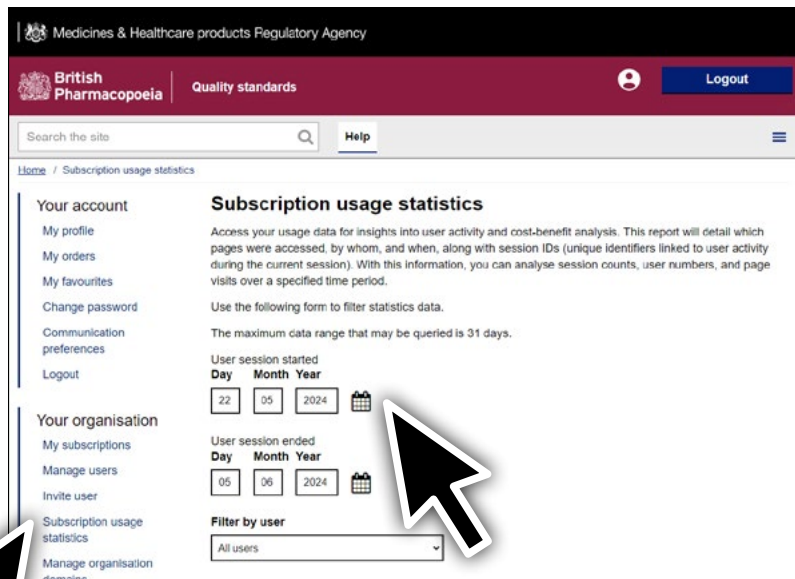 Medicines & Healthcare products Regulatory Agency
British
Pharmacopoeia
Quality standards
Logout
Search the site
Help
Home / Subscription usage statistics
Your account
My profile
My orders
My favourites
Change password
Communication
preferences
Logout
Your organisation
My subscriptions
Manage users
Invite user
Subscription usage
statistics
Manage organisation
domains
Subscription usage statistics
Access your usage data for insights into user activity and cost-benefit analysis. This report will detail which
pages were accessed, by whom, and when, along with session IDs (unique identifiers linked to user activity
during the current session). With this information, you can analyse session counts, user numbers, and page
visits over a specified time period.
Use the following form to filter statistics data.
The maximum data range that may be queried is 31 days.
User session started
Day Month Year
22 05 2024
User session ended
Day Month Year
05 06 2024
Filter by user
All users